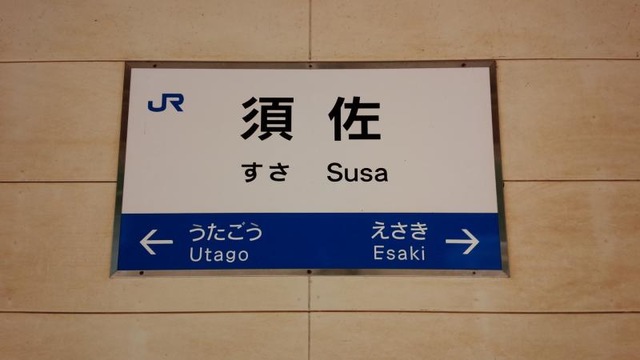 JR
須佐
すさ Susa
← うたごう えさき →
Utago Esaki